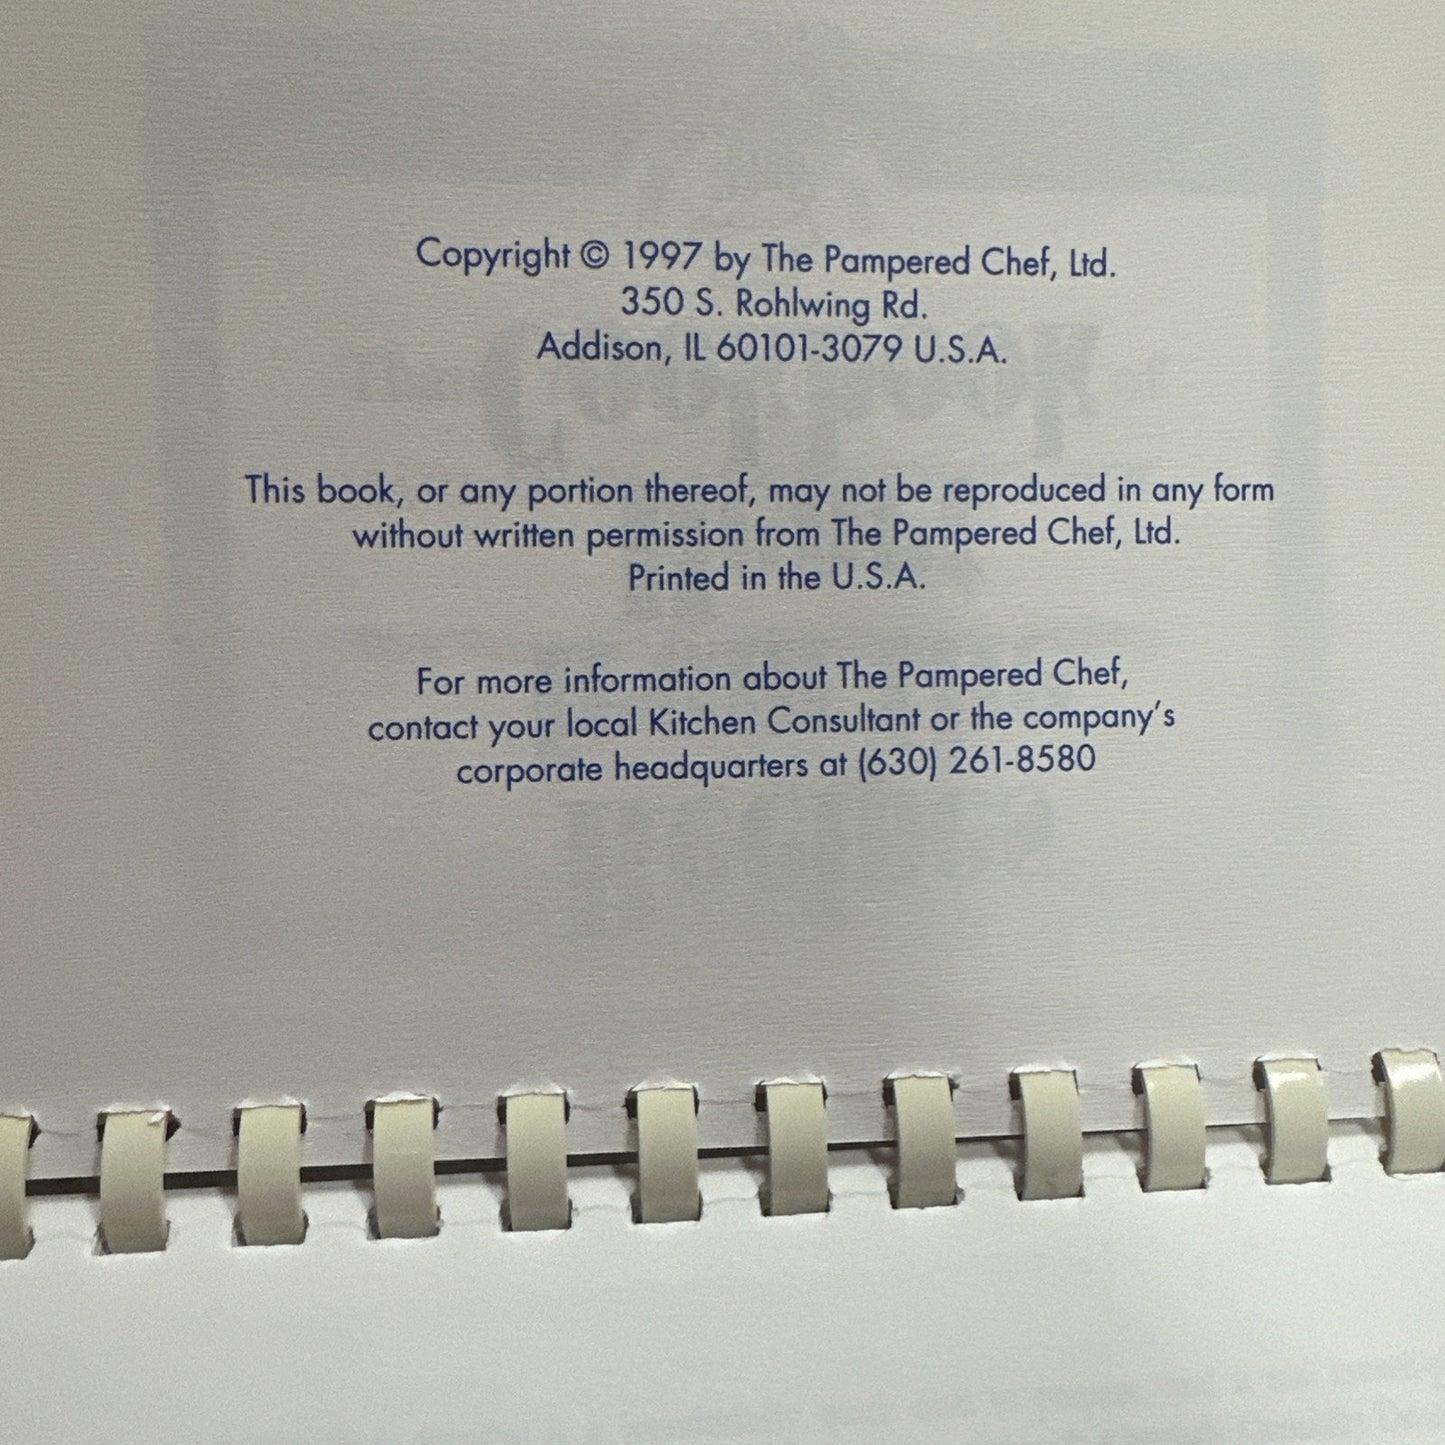 Copyright © 1997 by The Pampered Chef, Ltd.
350 S. Rohlwing Rd.
Addison, IL 60101-3079 U.S.A.
This book, or any portion thereof, may not be reproduced in any form
without written permission from The Pampered Chef, Ltd.
Printed in the U.S.A.
For more information about The Pampered Chef,
contact your local Kitchen Consultant or the company's
corporate headquarters at (630) 261-8580